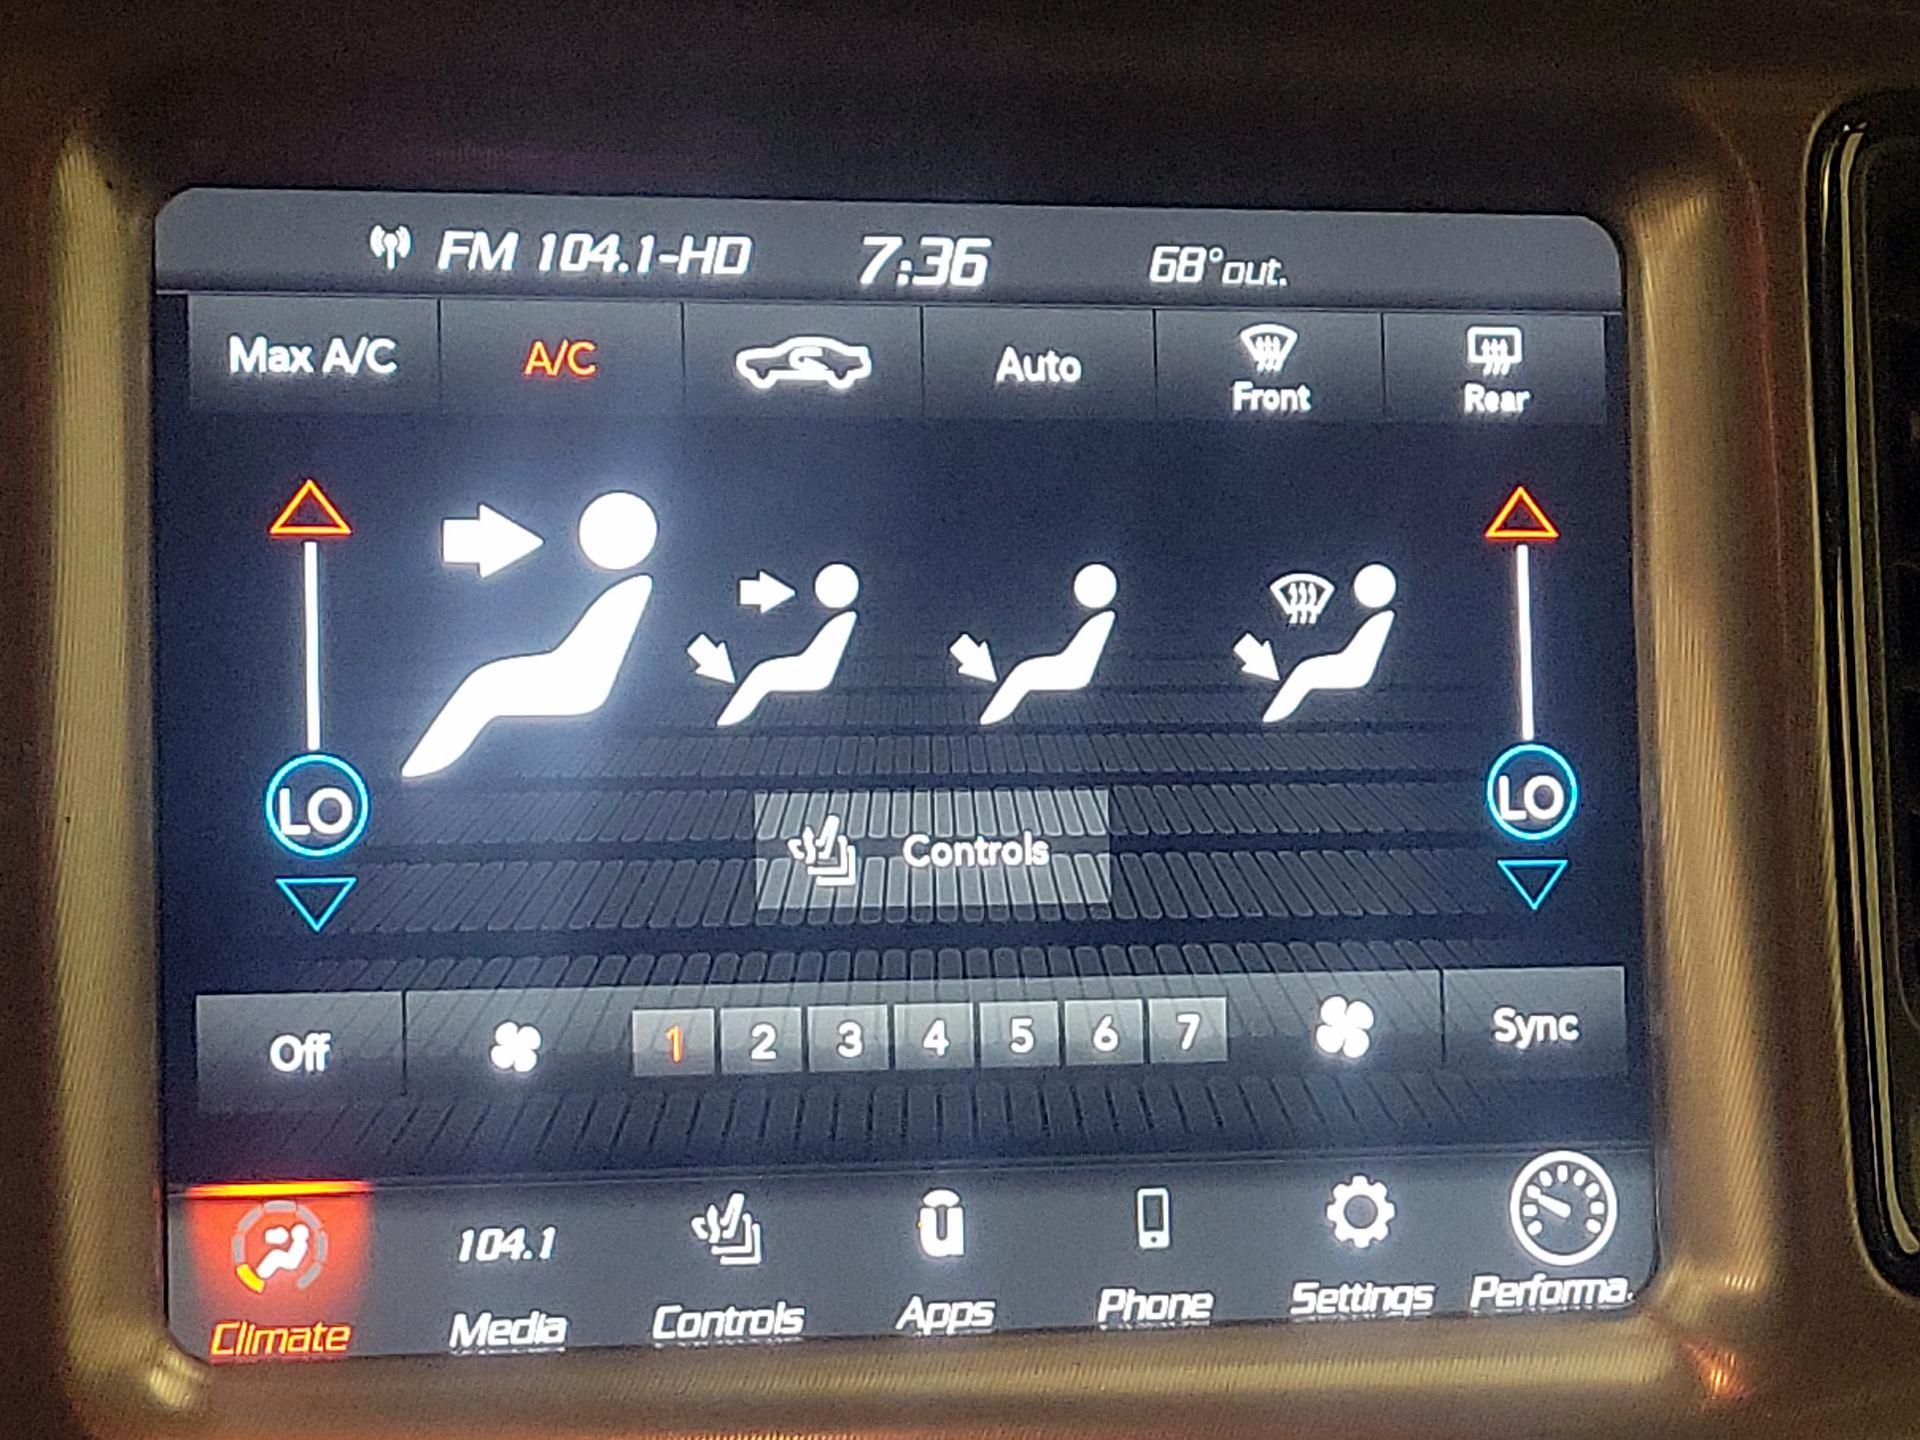 FM 104.1-HD 7:36 68°out.
Max A/C A/C Auto Front Rear
LO LO
Controls
Off 1 2 3 4 5 6 7 Sync
104.1
Climate Media Controls Apps Phone Settings Performa.